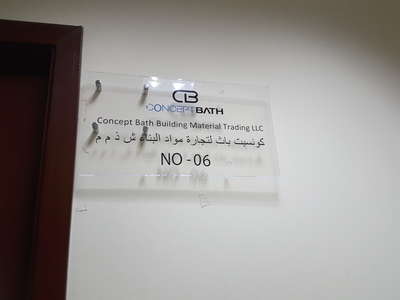 CB
CONCEPTBATH
Concept Bath Building Material Trading LLC
كونسيبت باث لتجارة مواد البناء ش ذ م م
NO - 06